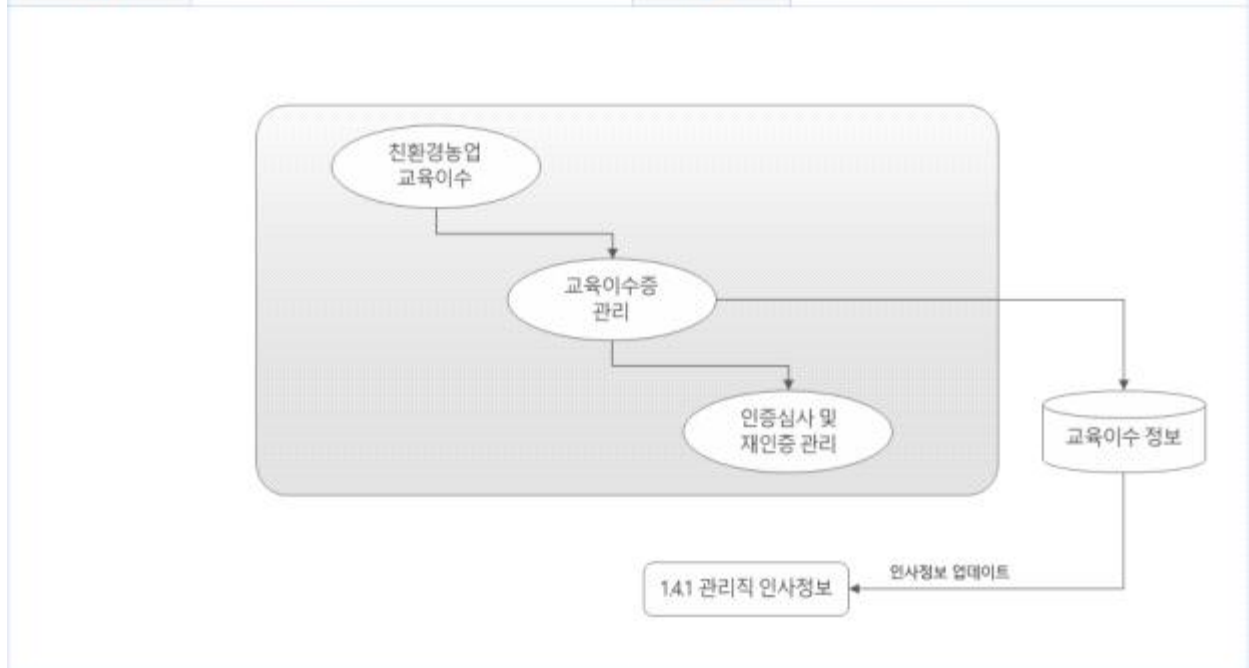 친환경농업
교육이수
교육이수증
관리
인증심사 및
재인증 관리
교육이수 정보
인사정보 업데이트
1.4.1 관리직 인사정보